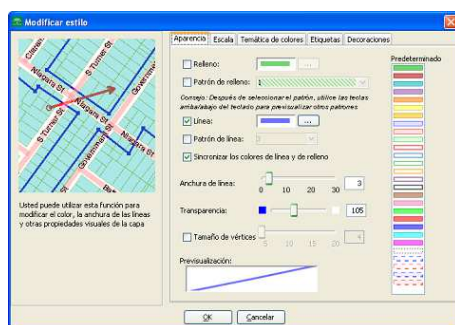 Modificar estilo
Apariencia
Escala
Temática de colores
Etiquetas
Decoraciones
Niagara St
S Turner St
Government
Niagara St
S Turner St
Government
Niagara St
Usted puede utilizar esta función para
modificar el color, la anchura de las líneas
y otras propiedades visuales de la capa
Relleno:
...
Patrón de relleno:
1
Consejo: Después de seleccionar el patrón, utilice las teclas
arriba/abajo del teclado para previsualizar otros patrones
Línea:
...
Patrón de línea:
Sincronizar los colores de línea y de relleno
Anchura de línea:
0 10 20 30
3
Transparencia:
105
Tamaño de vértices
5 10 15 20
4
Previsualización:
Predeterminado
OK
Cancelar